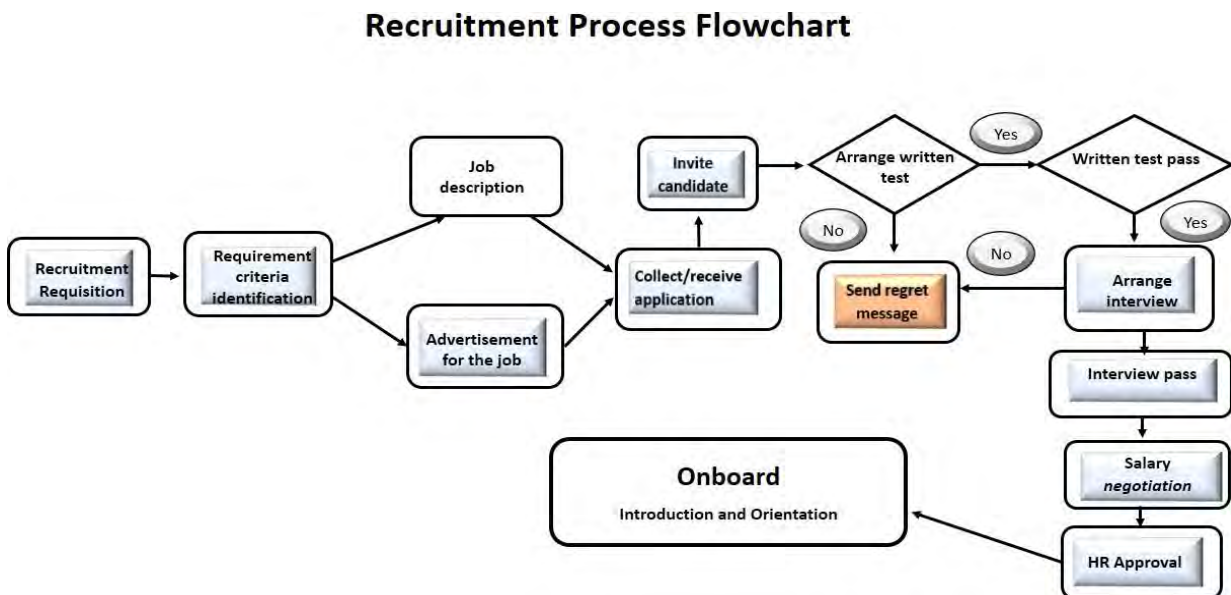 Recruitment Process Flowchart
Recruitment
Requisition
Requirement
criteria
identification
Job
description
Advertisement
for the job
Collect/receive
application
Invite
candidate
Arrange written
test
Yes
Written test pass
No
Yes
No
Send regret
message
Arrange
interview
Interview pass
Salary
negotiation
HR Approval
Onboard
Introduction and Orientation